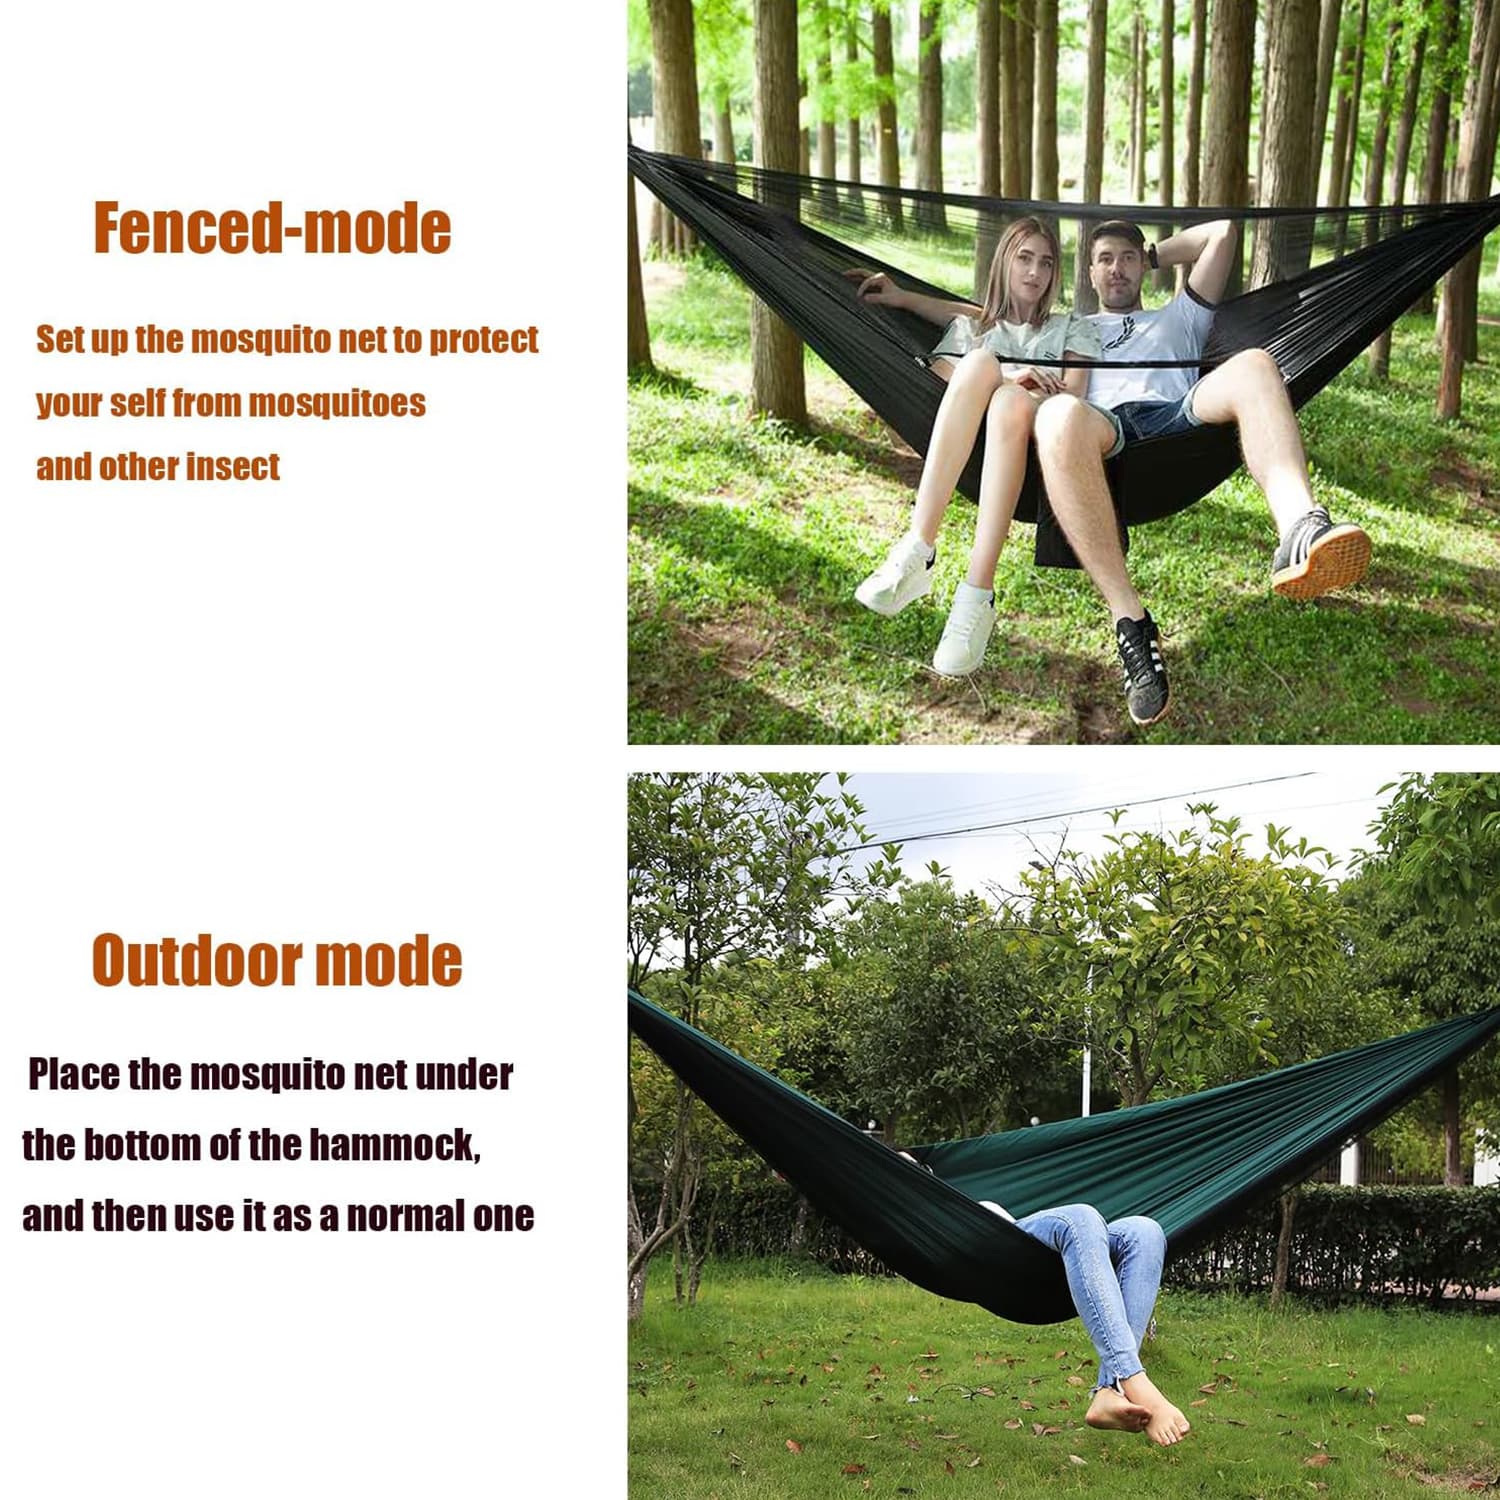 Fenced-mode
Set up the mosquito net to protect
your self from mosquitoes
and other insect
Outdoor mode
Place the mosquito net under
the bottom of the hammock,
and then use it as a normal one